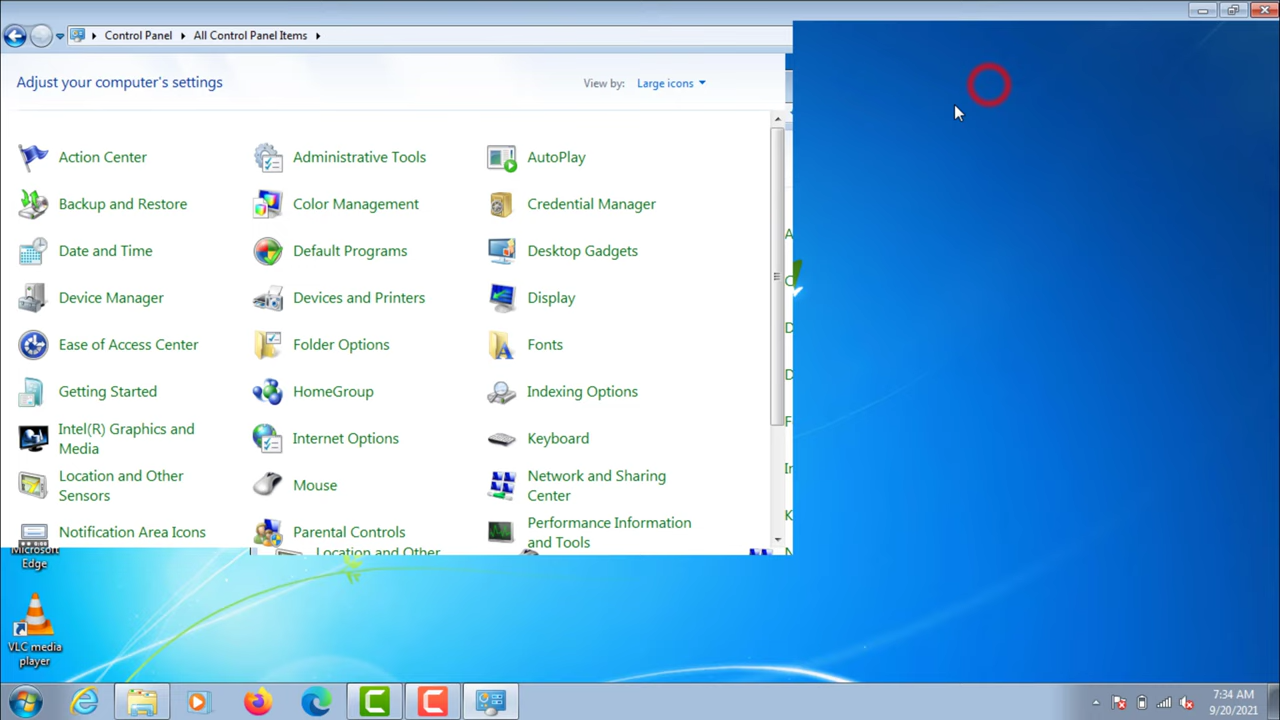 Control Panel All Control Panel Items
Adjust your computer's settings
View by: Large icons
Action Center
Administrative Tools
AutoPlay
Backup and Restore
Color Management
Credential Manager
Date and Time
Default Programs
Desktop Gadgets
Device Manager
Devices and Printers
Display
Ease of Access Center
Folder Options
Fonts
Getting Started
HomeGroup
Indexing Options
Intel(R) Graphics and
Media
Internet Options
Keyboard
Location and Other
Sensors
Mouse
Network and Sharing
Center
Notification Area Icons
Parental Controls
Performance Information
and Tools
Location and Other
A
D
D
F
In
K
N
Microsoft
Edge
VLC media
player
7:34 AM
9/20/2021